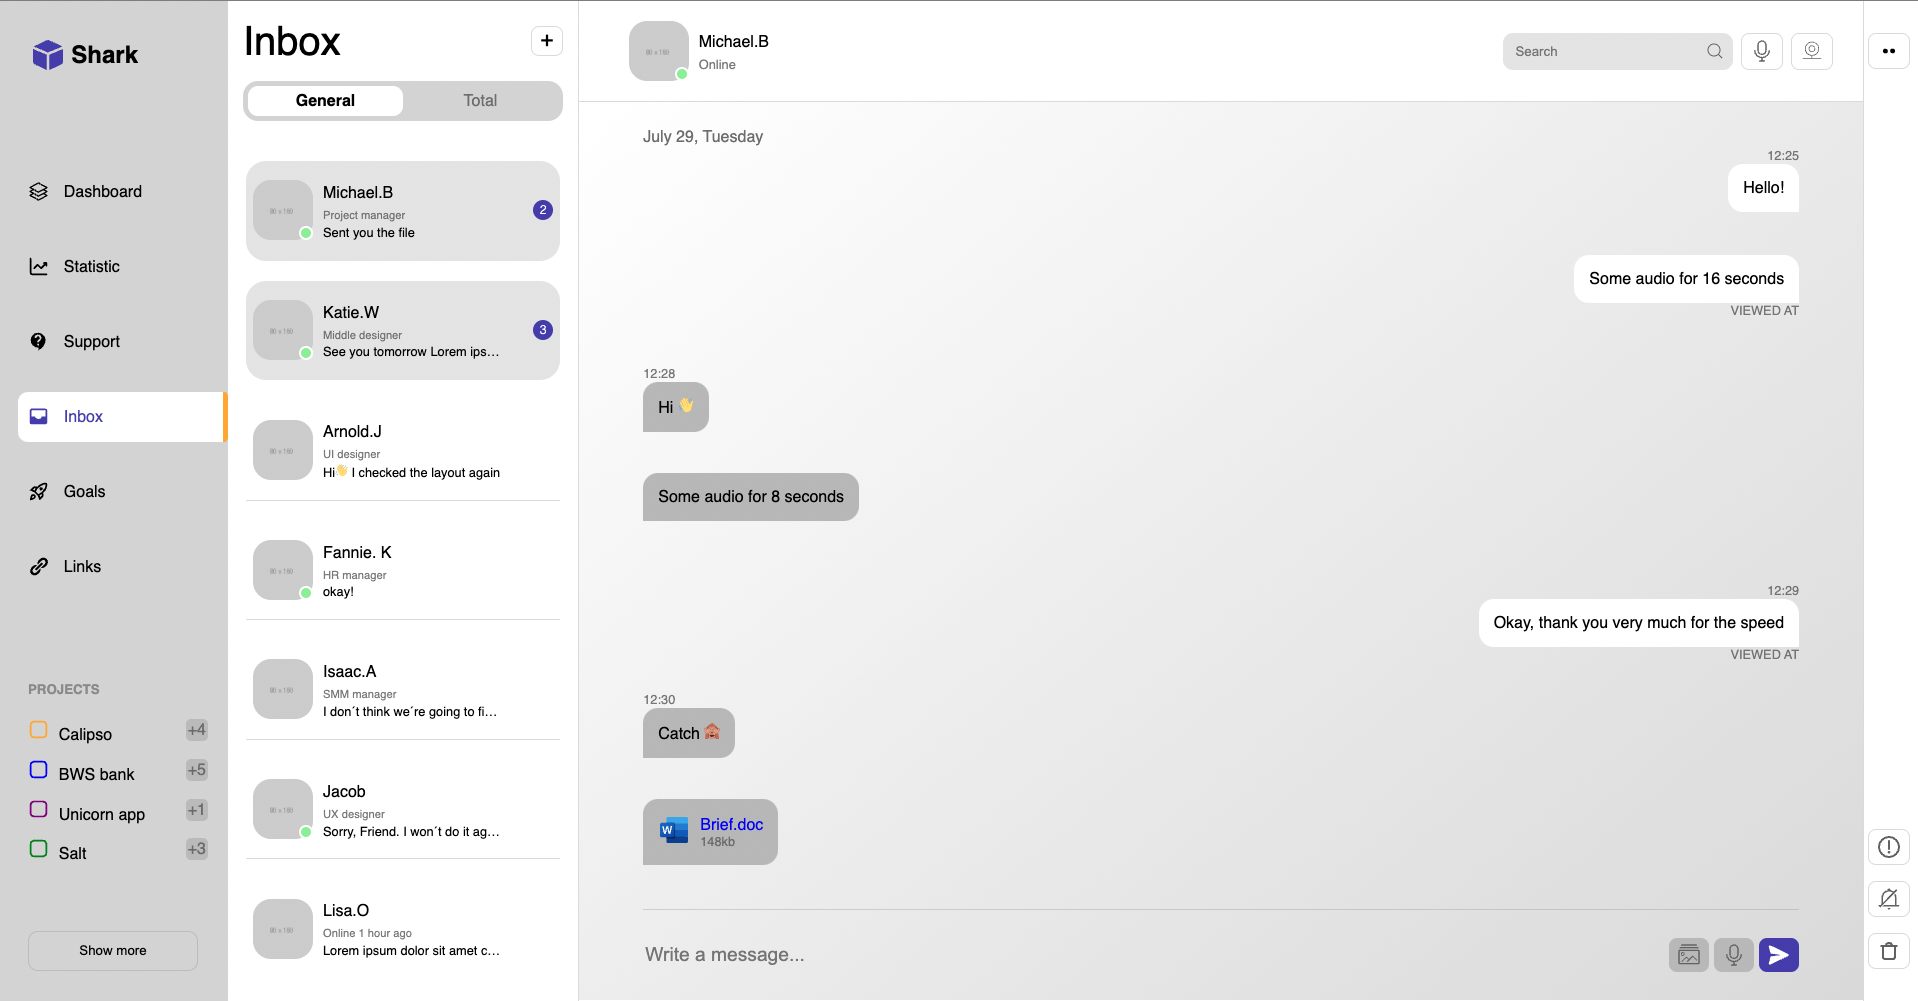 Shark
Dashboard
Statistic
Support
Inbox
Goals
Links
PROJECTS
Calipso +4
BWS bank +5
Unicorn app +1
Salt +3
Show more
Inbox
+
General Total
Michael.B
Project manager
Sent you the file
2
Katie.W
Middle designer
See you tomorrow Lorem ips…
3
Arnold.J
UI designer
Hi👋 I checked the layout again
Fannie. K
HR manager
okay!
Isaac.A
SMM manager
I don´t think we´re going to fi…
Jacob
UX designer
Sorry, Friend. I won´t do it ag…
Lisa.O
Online 1 hour ago
Lorem ipsum dolor sit amet c…
Michael.B
Online
Search
July 29, Tuesday
12:25
Hello!
Some audio for 16 seconds
VIEWED AT
12:28
Hi 👋
Some audio for 8 seconds
12:29
Okay, thank you very much for the speed
VIEWED AT
12:30
Catch
Brief.doc
148kb
Write a message...